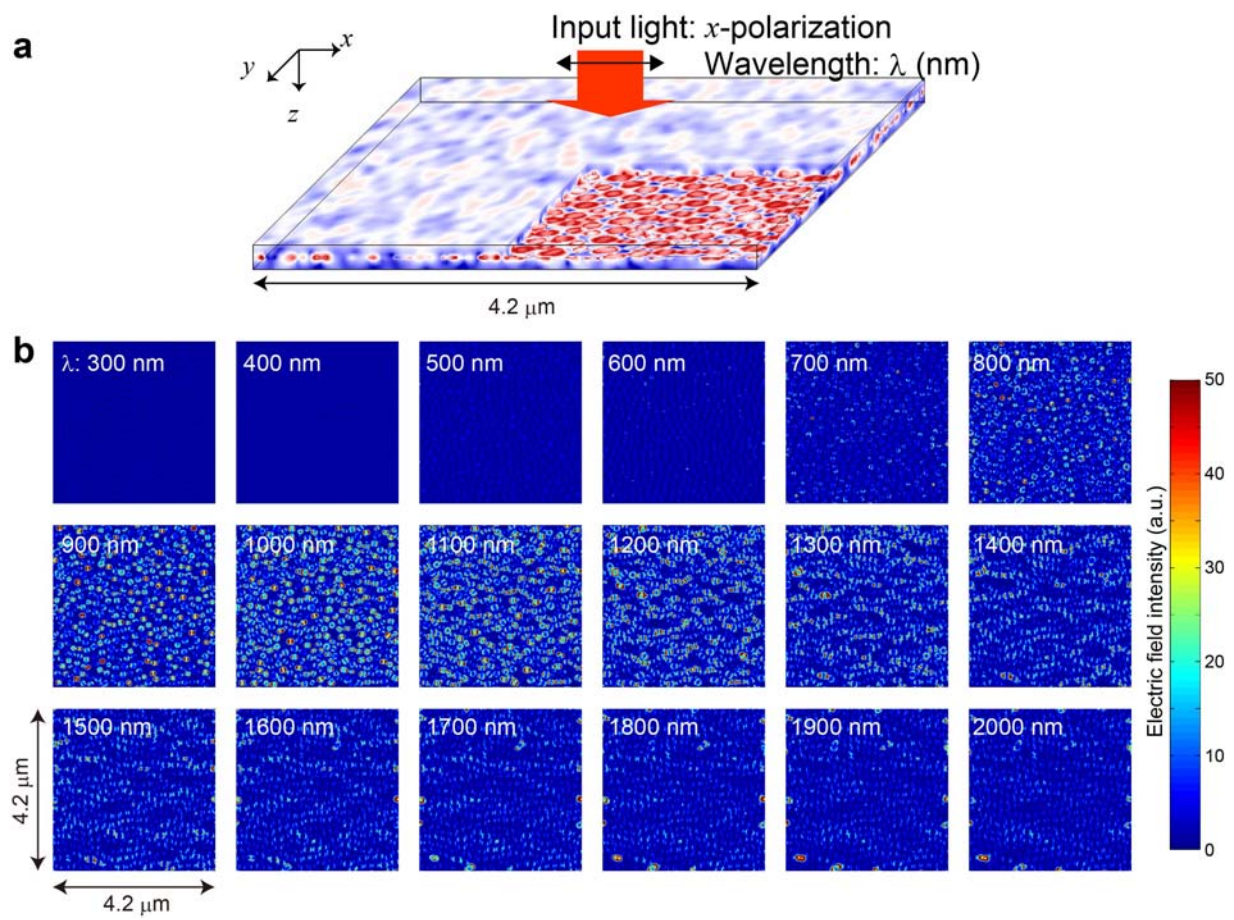 a
Input light: x-polarization
Wavelength: λ (nm)
x
y
z
4.2 μm
b
λ: 300 nm
400 nm
500 nm
600 nm
700 nm
800 nm
50
40
30
20
10
0
Electric field intensity (a.u.)
900 nm
1000 nm
1100 nm
1200 nm
1300 nm
1400 nm
1500 nm
1600 nm
1700 nm
1800 nm
1900 nm
2000 nm
4.2 μm
4.2 μm